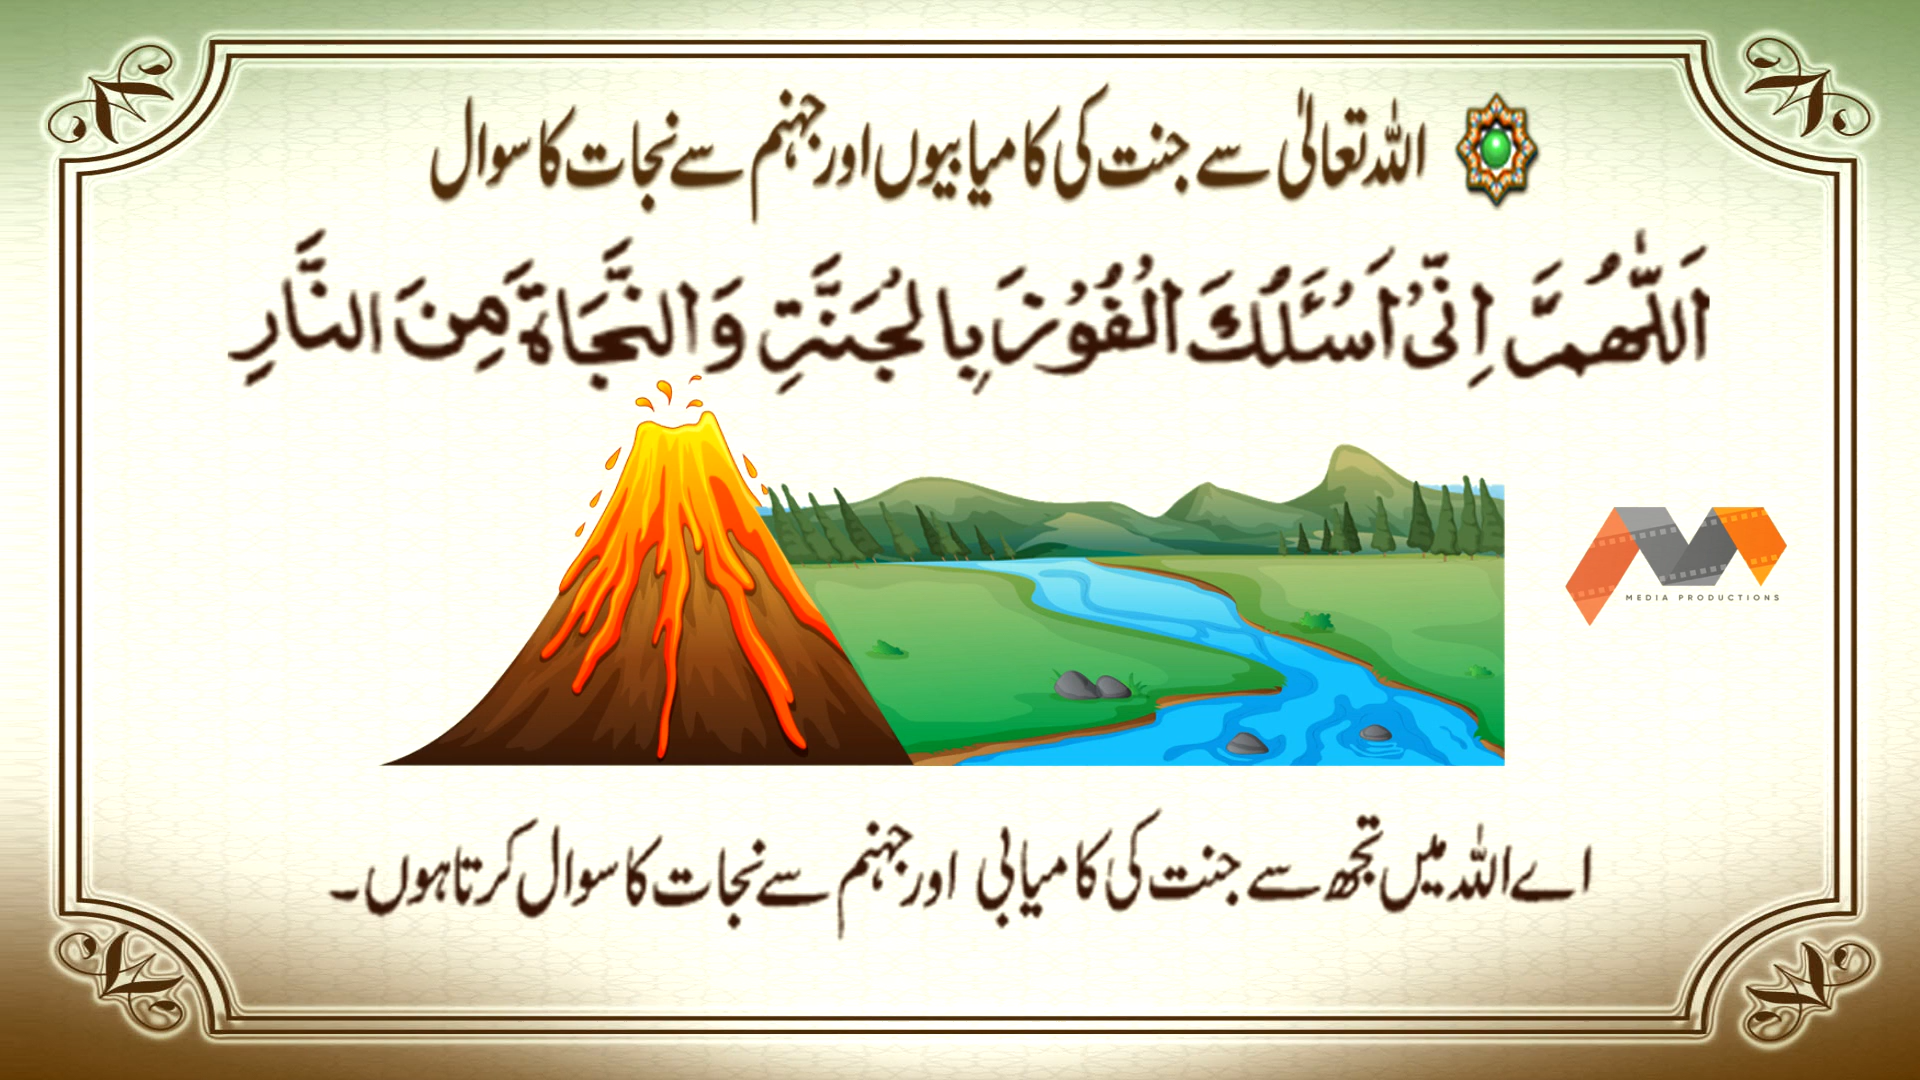 اللہ تعالیٰ سے جنت کی کامیابیوں اور جہنم سے نجات کا سوال
اَللّٰهُمَّ اِنِّیْ اَسْئَلُكَ الْفَوْزَ بِالْجَنَّةِ وَالنَّجَاةَ مِنَ النَّارِ
MEDIA PRODUCTIONS
اے اللہ میں تجھ سے جنت کی کامیابی اور جہنم سے نجات کا سوال کرتا ہوں۔